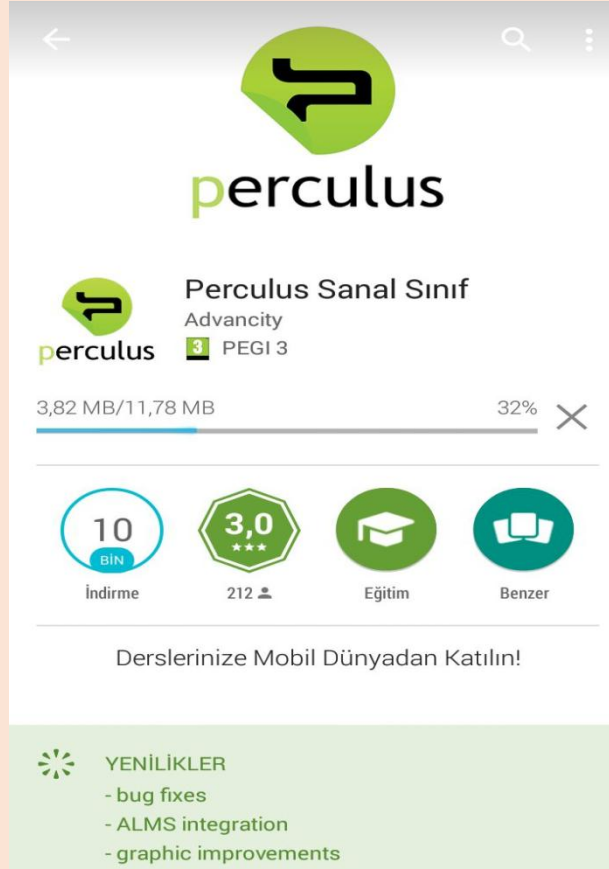 perculus
Perculus Sanal Sınıf
Advancity
perculus
3 PEGI 3
3,82 MB/11,78 MB 32%
10 3,0
BİN
İndirme 212 Eğitim Benzer
Derslerinize Mobil Dünyadan Katılın!
YENİLİKLER
- bug fixes
- ALMS integration
- graphic improvements